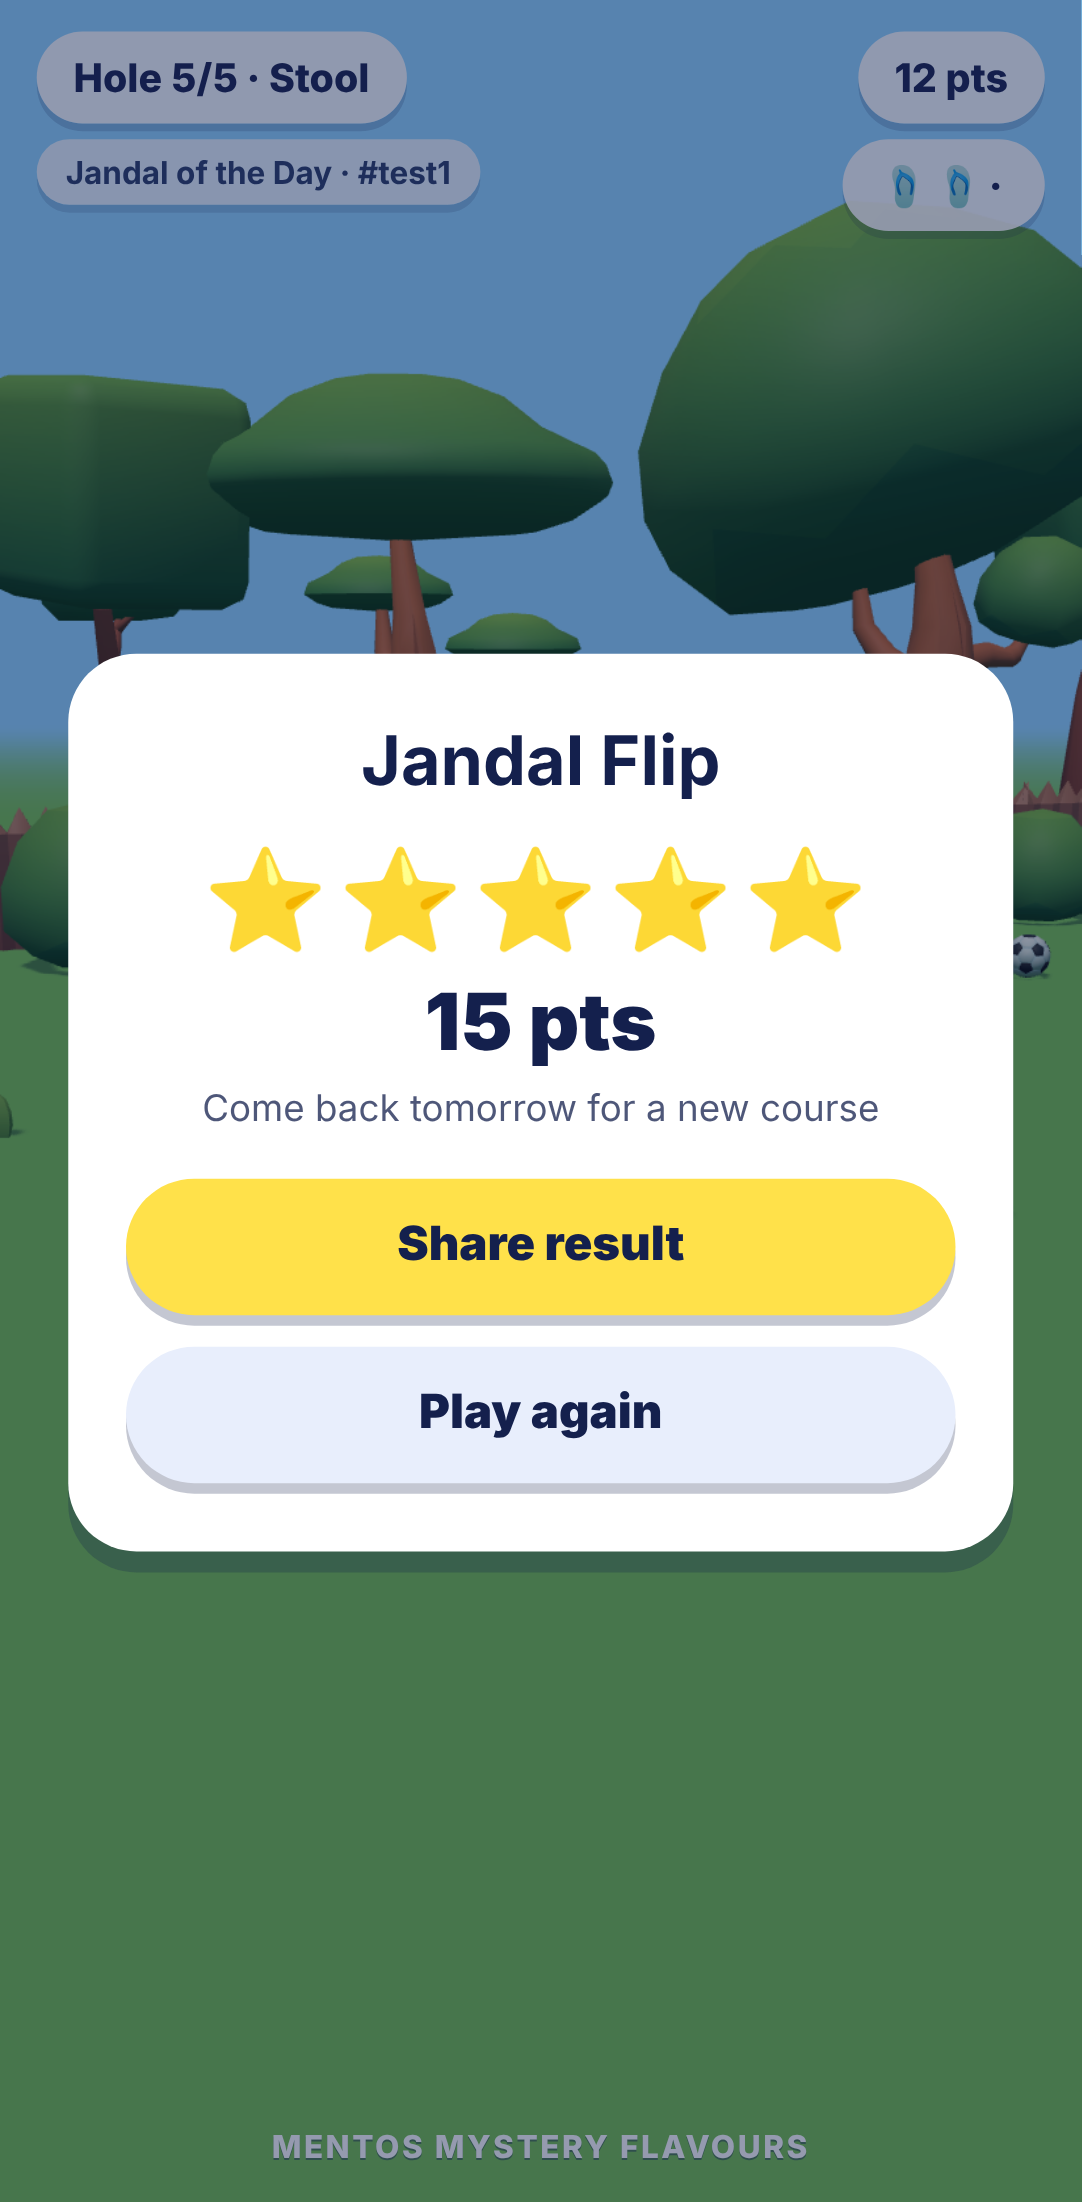 Hole 5/5 · Stool
12 pts
Jandal of the Day · #test1
Jandal Flip
15 pts
Come back tomorrow for a new course
Share result
Play again
MENTOS MYSTERY FLAVOURS